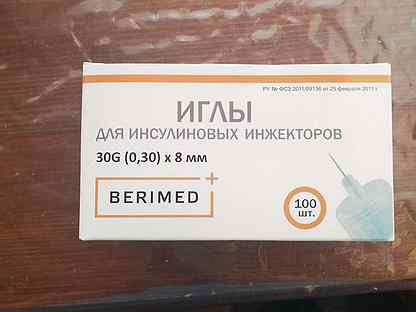 РУ № ФСЗ 2011/09136 от 25 февраля 2011 г.
ИГЛЫ
ДЛЯ ИНСУЛИНОВЫХ ИНЖЕКТОРОВ
30G (0,30) x 8 мм
BERIMED
100
шт.